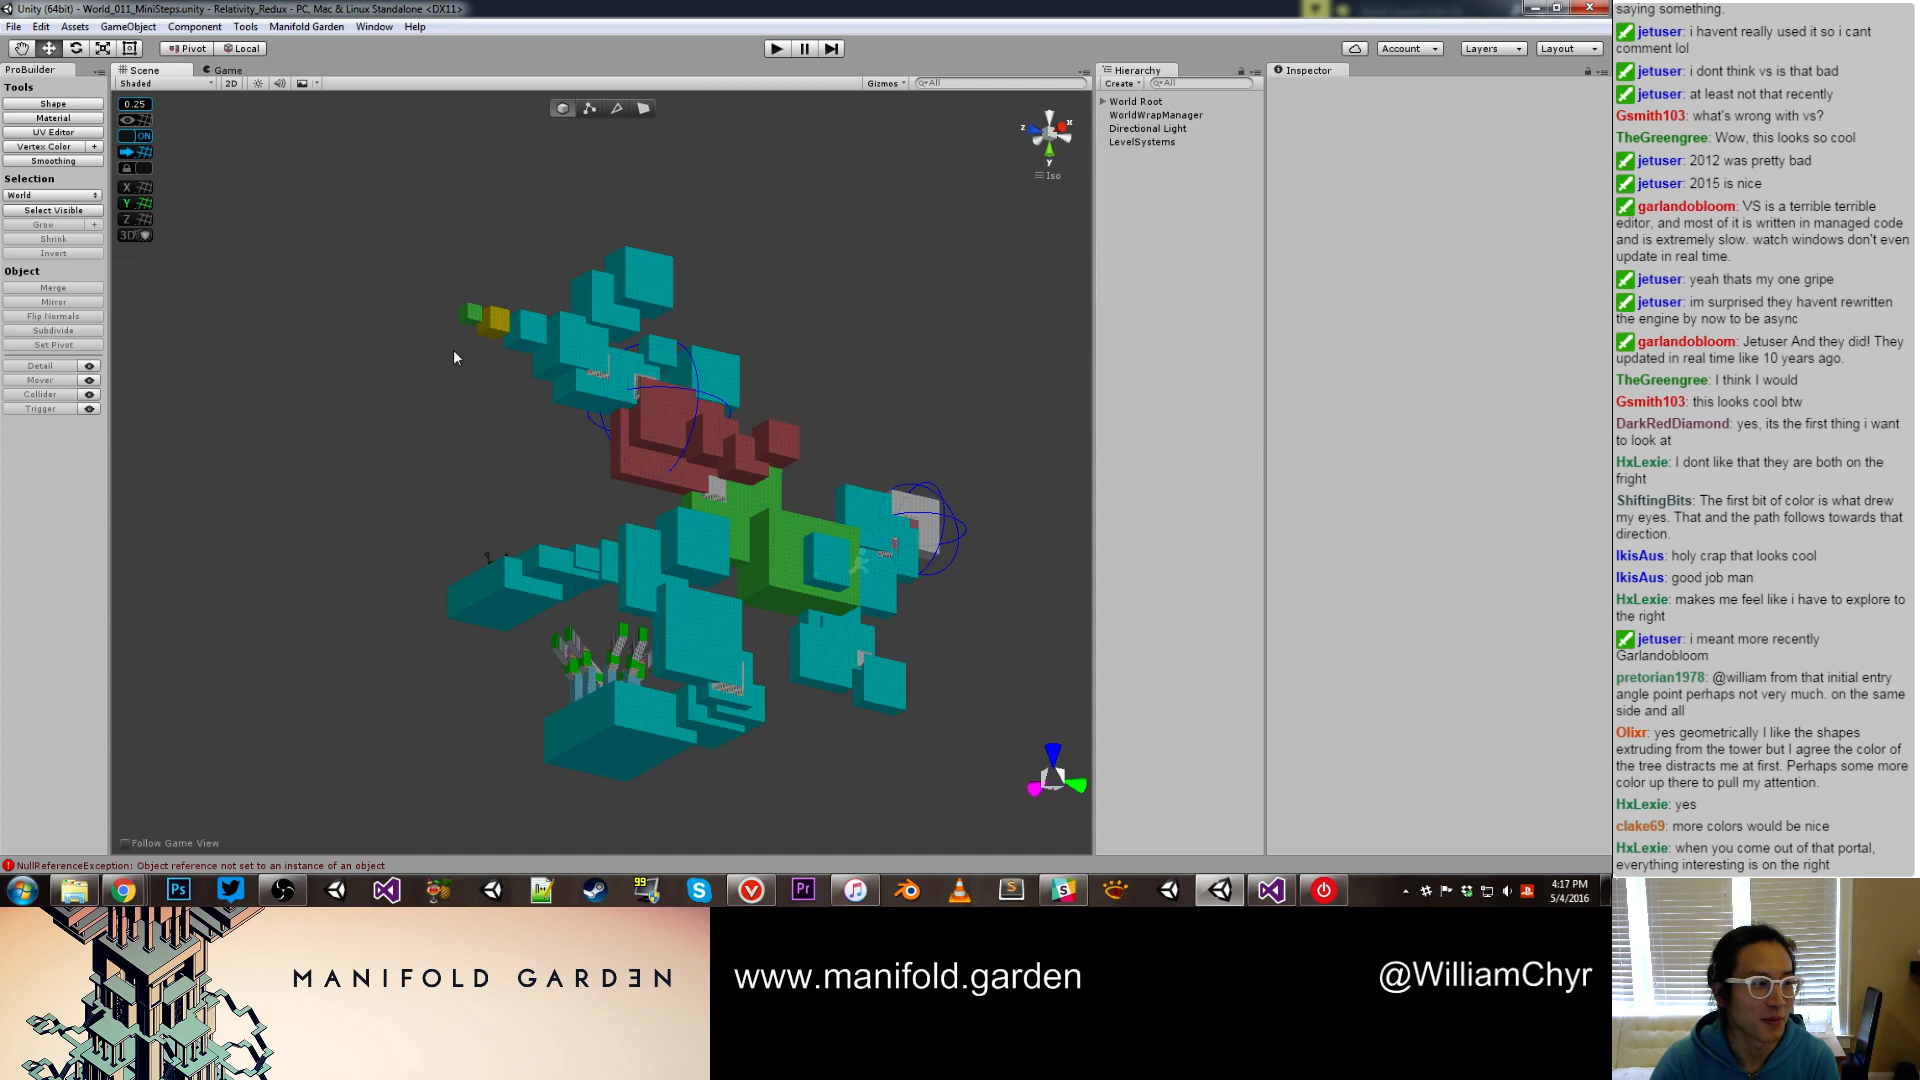 Unity (64bit) - World_011_MiniSteps.unity - Relativity_Redux - PC, Mac & Linux Standalone <DX11>
File Edit Assets GameObject Component Tools Manifold Garden Window Help
Pivot Local Account Layers Layout
ProBuilder
Tools
Shape
Material
UV Editor
Vertex Color +
Smoothing
Selection
World
Select Visible
Grow +
Shrink
Invert
Object
Merge
Mirror
Flip Normals
Subdivide
Set Pivot
Detail
Mover
Collider
Trigger
Scene Game
Shaded 2D Gizmos All
0.25
ON
X
Y
Z
3D
z x
y
Iso
Follow Game View
Hierarchy
Create All
World Root
WorldWrapManager
Directional Light
LevelSystems
Inspector
NullReferenceException: Object reference not set to an instance of an object
4:17 PM
5/4/2016
saying something.
jetuser: i havent really used it so i cant
comment lol
jetuser: i dont think vs is that bad
jetuser: at least not that recently
Gsmith103: what's wrong with vs?
TheGreengree: Wow, this looks so cool
jetuser: 2012 was pretty bad
jetuser: 2015 is nice
garlandobloom: VS is a terrible terrible
editor, and most of it is written in managed code
and is extremely slow. watch windows don't even
update in real time.
jetuser: yeah thats my one gripe
jetuser: im surprised they havent rewritten
the engine by now to be async
garlandobloom: Jetuser And they did! They
updated in real time like 10 years ago.
TheGreengree: I think I would
Gsmith103: this looks cool btw
DarkRedDiamond: yes, its the first thing i want
to look at
HxLexie: I dont like that they are both on the
fright
ShiftingBits: The first bit of color is what drew
my eyes. That and the path follows towards that
direction.
IkisAus: holy crap that looks cool
IkisAus: good job man
HxLexie: makes me feel like i have to explore to
the right
jetuser: i meant more recently
Garlandobloom
pretorian1978: @william from that initial entry
angle point perhaps not very much. on the same
side and all
Olixr: yes geometrically I like the shapes
extruding from the tower but I agree the color of
the tree distracts me at first. Perhaps some more
color up there to pull my attention.
HxLexie: yes
clake69: more colors would be nice
HxLexie: when you come out of that portal,
everything interesting is on the right
Ps
99
Pr
S
MANIFOLD GARDƎN
www.manifold.garden
@WilliamChyr